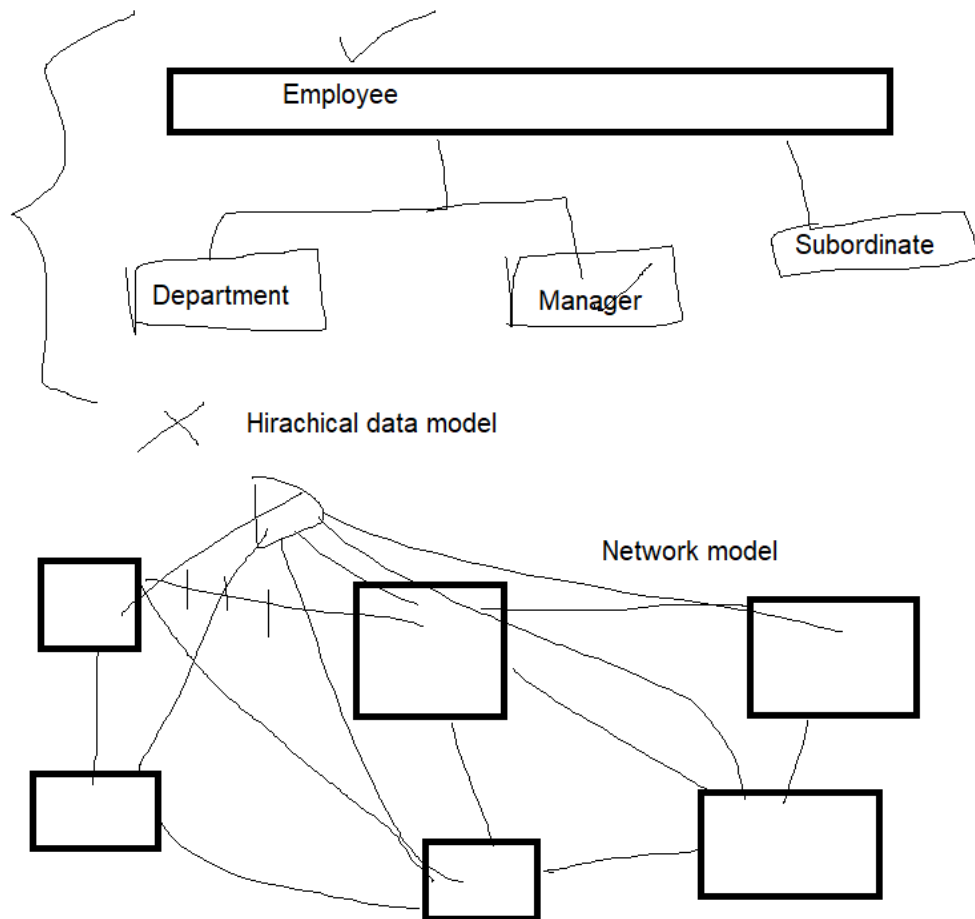 Employee
Subordinate
Department
Manager
Hirachical data model
Network model